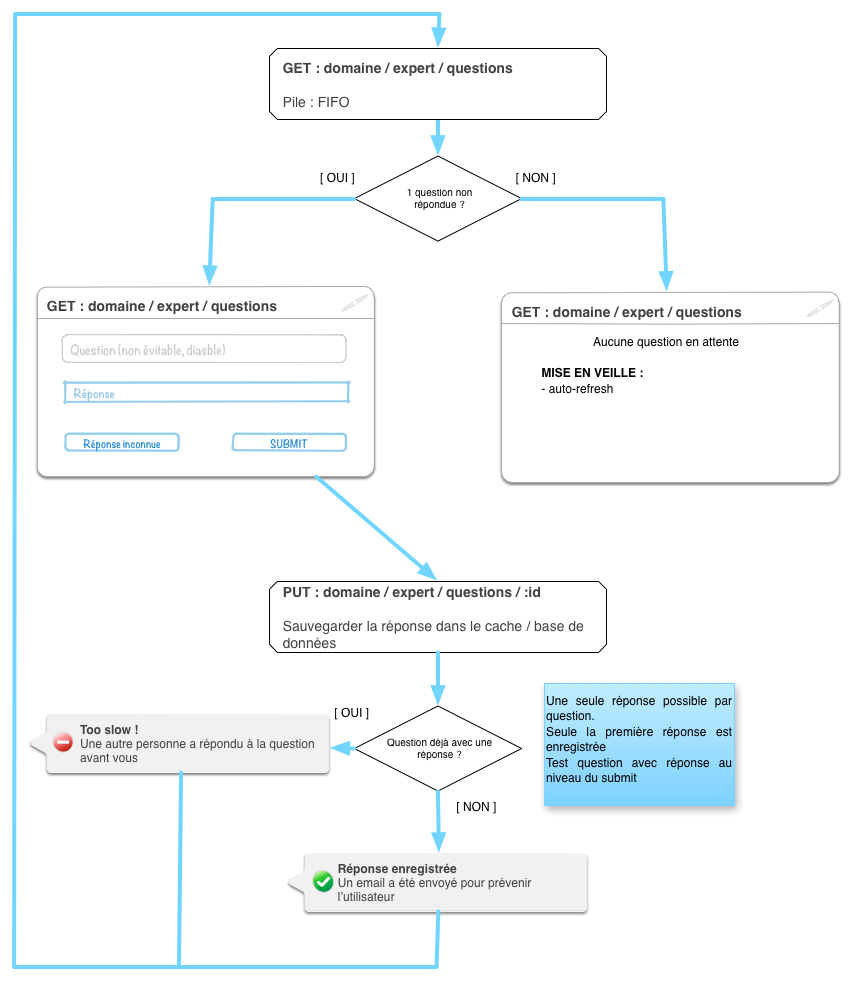 GET : domaine / expert / questions
Pile : FIFO
[ OUI ]
[ NON ]
1 question non
répondue ?
GET : domaine / expert / questions
Question (non évitable, diasble)
Réponse
Réponse inconnue
SUBMIT
GET : domaine / expert / questions
Aucune question en attente
MISE EN VEILLE :
- auto-refresh
PUT : domaine / expert / questions / :id
Sauvegarder la réponse dans le cache / base de
données
[ OUI ]
Question déjà avec une
réponse ?
[ NON ]
Too slow !
Une autre personne a répondu à la question
avant vous
Une seule réponse possible par
question.
Seule la première réponse est
enregistrée
Test question avec réponse au
niveau du submit
Réponse enregistrée
Un email a été envoyé pour prévenir
l'utilisateur